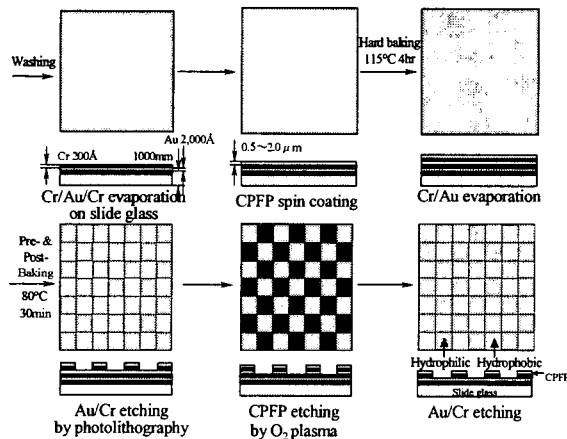 Washing
Cr 200Å
1000mm
Au 2,000Å
Cr/Au/Cr evaporation
on slide glass
0.5～2.0μm
CPFP spin coating
Hard baking
115°C 4hr
Cr/Au evaporation
Pre- &
Post-
Baking
80°C
30min
Au/Cr etching
by photolithography
CPFP etching
by O₂ plasma
Hydrophilic
Hydrophobic
CPFP
Slide glass
Au/Cr etching